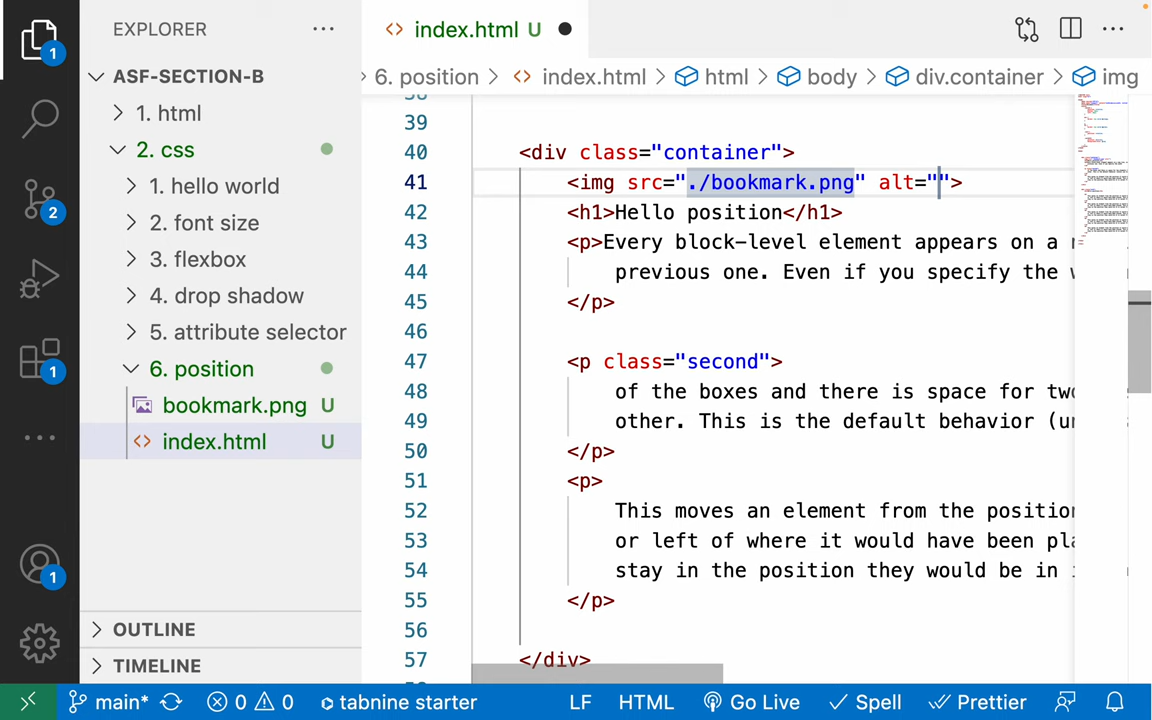 EXPLORER
ASF-SECTION-B
1. html
2. css
1. hello world
2. font size
3. flexbox
4. drop shadow
5. attribute selector
6. position
bookmark.png U
index.html U
OUTLINE
TIMELINE
1
2
1
1
index.html U
6. position > index.html > html > body > div.container > img
39
40 <div class="container">
41 <img src="./bookmark.png" alt="">
42 <h1>Hello position</h1>
43 <p>Every block-level element appears on a
44 previous one. Even if you specify the
45 </p>
46
47 <p class="second">
48 of the boxes and there is space for
49 other. This is the default behavior
50 </p>
51 <p>
52 This moves an element from the position
53 or left of where it would have been
54 stay in the position they would be in
55 </p>
56
57 </div>
main* 0 0 tabnine starter LF HTML Go Live Spell Prettier